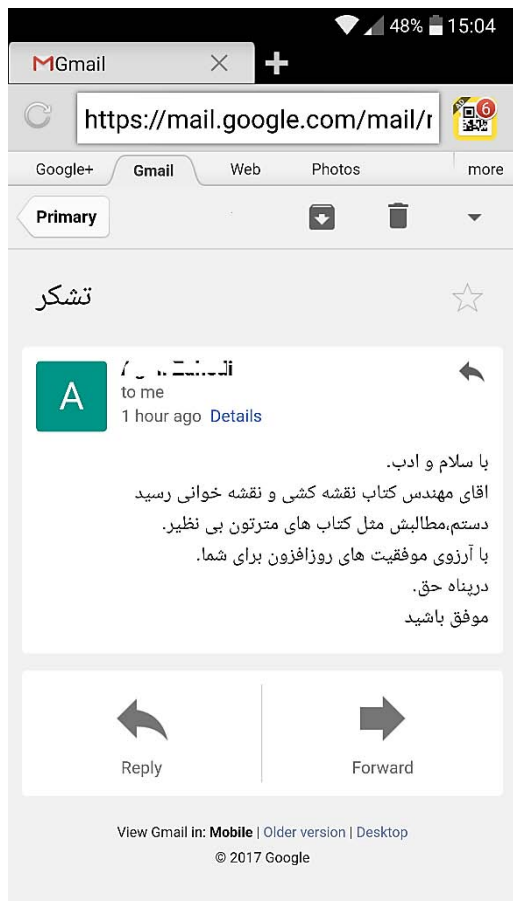 48% 15:04
Gmail
https://mail.google.com/mail/
6
Google+ Gmail Web Photos more
Primary
تشکر
A
to me
1 hour ago Details
با سلام و ادب.
اقای مهندس کتاب نقشه کشی و نقشه خوانی رسید
دستم،مطالبش مثل کتاب های مترتون بی نظیر.
با آرزوی موفقیت های روزافزون برای شما.
درپناه حق.
موفق باشید
Reply Forward
View Gmail in: Mobile | Older version | Desktop
© 2017 Google